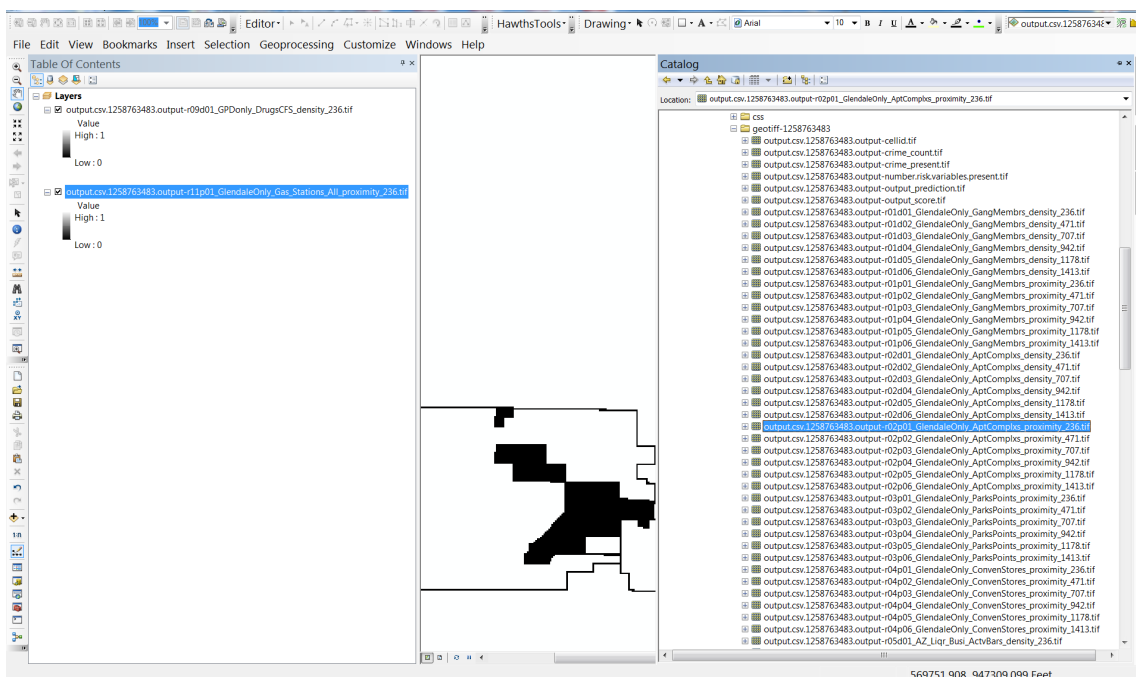 100% Editor HawthsTools Drawing A Arial 10 B I U A output.csv.12587634
File Edit View Bookmarks Insert Selection Geoprocessing Customize Windows Help
Table Of Contents
Layers
output.csv.1258763483.output-r09d01_GPDonly_DrugsCFS_density_236.tif
Value
High : 1
Low : 0
output.csv.1258763483.output-r11p01_GlendaleOnly_Gas_Stations_All_proximity_236.tif
Value
High : 1
Low : 0
Catalog
Location: output.csv.1258763483.output-r02p01_GlendaleOnly_AptComplxs_proximity_236.tif
css
geotiff-1258763483
output.csv.1258763483.output-cellid.tif
output.csv.1258763483.output-crime_count.tif
output.csv.1258763483.output-crime_present.tif
output.csv.1258763483.output-number.risk.variables.present.tif
output.csv.1258763483.output-output_prediction.tif
output.csv.1258763483.output-output_score.tif
output.csv.1258763483.output-r01d01_GlendaleOnly_GangMembrs_density_236.tif
output.csv.1258763483.output-r01d02_GlendaleOnly_GangMembrs_density_471.tif
output.csv.1258763483.output-r01d03_GlendaleOnly_GangMembrs_density_707.tif
output.csv.1258763483.output-r01d04_GlendaleOnly_GangMembrs_density_942.tif
output.csv.1258763483.output-r01d05_GlendaleOnly_GangMembrs_density_1178.tif
output.csv.1258763483.output-r01d06_GlendaleOnly_GangMembrs_density_1413.tif
output.csv.1258763483.output-r01p01_GlendaleOnly_GangMembrs_proximity_236.tif
output.csv.1258763483.output-r01p02_GlendaleOnly_GangMembrs_proximity_471.tif
output.csv.1258763483.output-r01p03_GlendaleOnly_GangMembrs_proximity_707.tif
output.csv.1258763483.output-r01p04_GlendaleOnly_GangMembrs_proximity_942.tif
output.csv.1258763483.output-r01p05_GlendaleOnly_GangMembrs_proximity_1178.tif
output.csv.1258763483.output-r01p06_GlendaleOnly_GangMembrs_proximity_1413.tif
output.csv.1258763483.output-r02d01_GlendaleOnly_AptComplxs_density_236.tif
output.csv.1258763483.output-r02d02_GlendaleOnly_AptComplxs_density_471.tif
output.csv.1258763483.output-r02d03_GlendaleOnly_AptComplxs_density_707.tif
output.csv.1258763483.output-r02d04_GlendaleOnly_AptComplxs_density_942.tif
output.csv.1258763483.output-r02d05_GlendaleOnly_AptComplxs_density_1178.tif
output.csv.1258763483.output-r02d06_GlendaleOnly_AptComplxs_density_1413.tif
output.csv.1258763483.output-r02p01_GlendaleOnly_AptComplxs_proximity_236.tif
output.csv.1258763483.output-r02p02_GlendaleOnly_AptComplxs_proximity_471.tif
output.csv.1258763483.output-r02p03_GlendaleOnly_AptComplxs_proximity_707.tif
output.csv.1258763483.output-r02p04_GlendaleOnly_AptComplxs_proximity_942.tif
output.csv.1258763483.output-r02p05_GlendaleOnly_AptComplxs_proximity_1178.tif
output.csv.1258763483.output-r02p06_GlendaleOnly_AptComplxs_proximity_1413.tif
output.csv.1258763483.output-r03p01_GlendaleOnly_ParksPoints_proximity_236.tif
output.csv.1258763483.output-r03p02_GlendaleOnly_ParksPoints_proximity_471.tif
output.csv.1258763483.output-r03p03_GlendaleOnly_ParksPoints_proximity_707.tif
output.csv.1258763483.output-r03p04_GlendaleOnly_ParksPoints_proximity_942.tif
output.csv.1258763483.output-r03p05_GlendaleOnly_ParksPoints_proximity_1178.tif
output.csv.1258763483.output-r03p06_GlendaleOnly_ParksPoints_proximity_1413.tif
output.csv.1258763483.output-r04p01_GlendaleOnly_ConvenStores_proximity_236.tif
output.csv.1258763483.output-r04p02_GlendaleOnly_ConvenStores_proximity_471.tif
output.csv.1258763483.output-r04p03_GlendaleOnly_ConvenStores_proximity_707.tif
output.csv.1258763483.output-r04p04_GlendaleOnly_ConvenStores_proximity_942.tif
output.csv.1258763483.output-r04p05_GlendaleOnly_ConvenStores_proximity_1178.tif
output.csv.1258763483.output-r04p06_GlendaleOnly_ConvenStores_proximity_1413.tif
output.csv.1258763483.output-r05d01_AZ_Liqr_Busi_ActvBars_density_236.tif
569751.908 947309.099 Feet